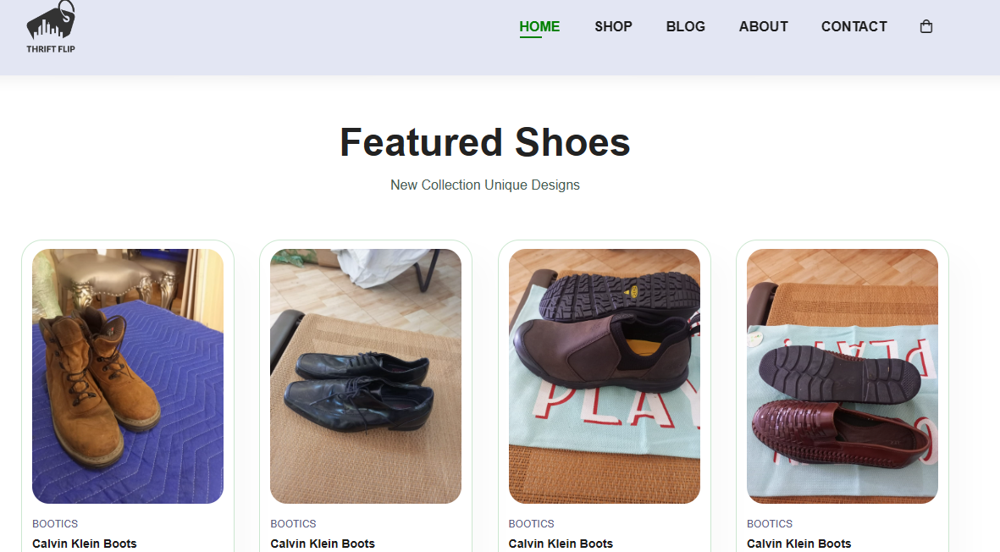 THRIFT FLIP
HOME SHOP BLOG ABOUT CONTACT
Featured Shoes
New Collection Unique Designs
PLAY
PLAY
BOOTICS BOOTICS BOOTICS BOOTICS
Calvin Klein Boots Calvin Klein Boots Calvin Klein Boots Calvin Klein Boots